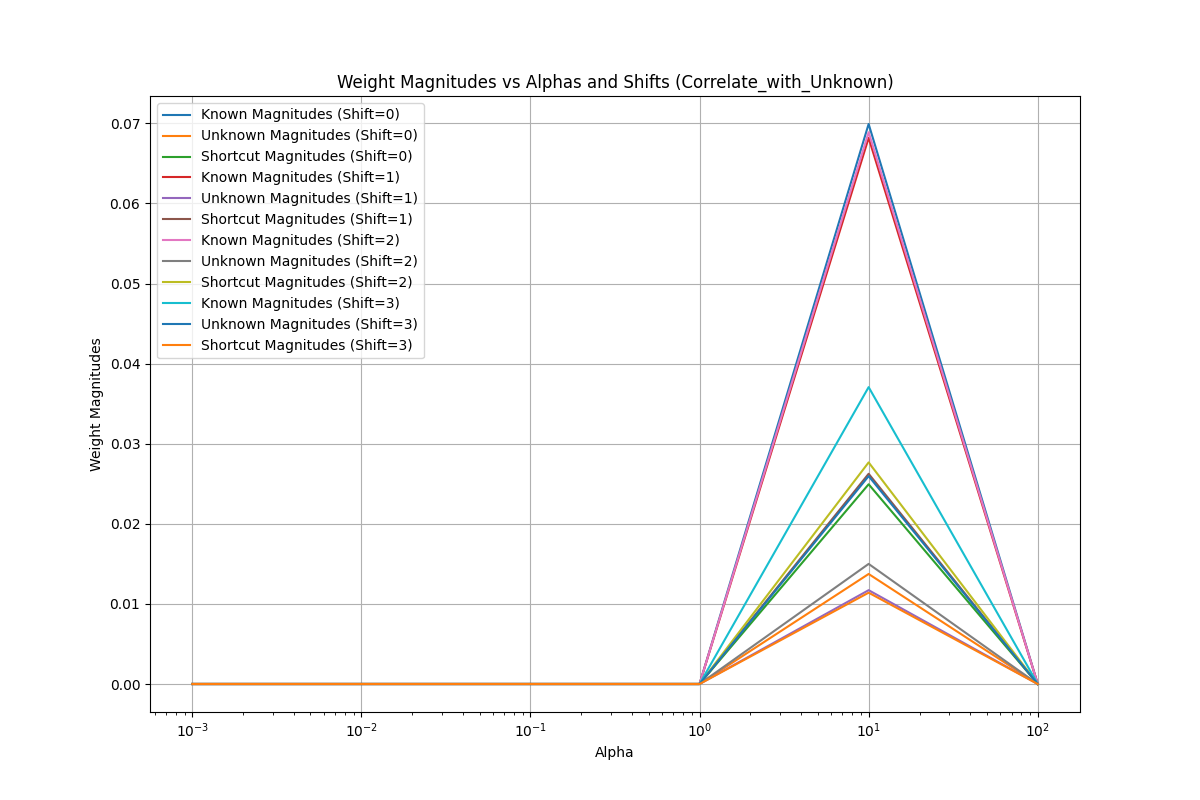 Weight Magnitudes vs Alphas and Shifts (Correlate_with_Unknown)
Known Magnitudes (Shift=0)
Unknown Magnitudes (Shift=0)
Shortcut Magnitudes (Shift=0)
Known Magnitudes (Shift=1)
Unknown Magnitudes (Shift=1)
Shortcut Magnitudes (Shift=1)
Known Magnitudes (Shift=2)
Unknown Magnitudes (Shift=2)
Shortcut Magnitudes (Shift=2)
Known Magnitudes (Shift=3)
Unknown Magnitudes (Shift=3)
Shortcut Magnitudes (Shift=3)
Weight Magnitudes
0.07
0.06
0.05
0.04
0.03
0.02
0.01
0.00
10⁻³ 10⁻² 10⁻¹ 10⁰ 10¹ 10²
Alpha